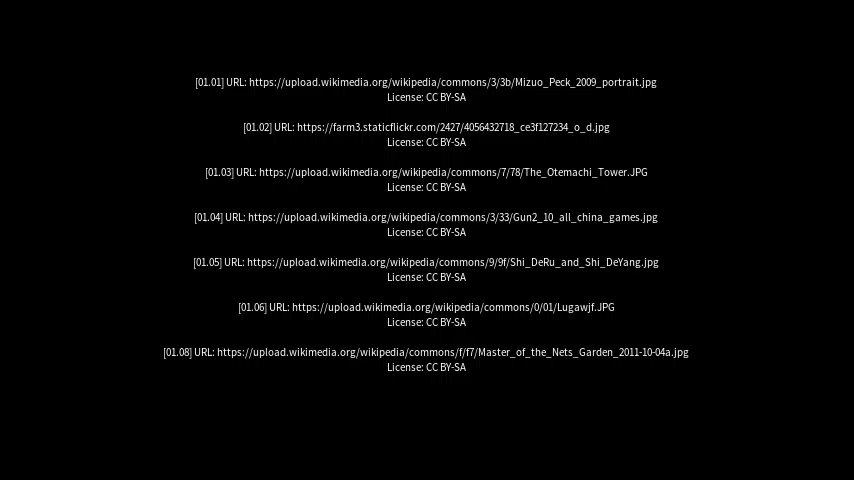 [01.01] URL: https://upload.wikimedia.org/wikipedia/commons/3/3b/Mizuo_Peck_2009_portrait.jpg
License: CC BY-SA
[01.02] URL: https://farm3.staticflickr.com/2427/4056432718_ce3f127234_o_d.jpg
License: CC BY-SA
[01.03] URL: https://upload.wikimedia.org/wikipedia/commons/7/78/The_Otemachi_Tower.JPG
License: CC BY-SA
[01.04] URL: https://upload.wikimedia.org/wikipedia/commons/3/33/Gun2_10_all_china_games.jpg
License: CC BY-SA
[01.05] URL: https://upload.wikimedia.org/wikipedia/commons/9/9f/Shi_DeRu_and_Shi_DeYang.jpg
License: CC BY-SA
[01.06] URL: https://upload.wikimedia.org/wikipedia/commons/0/01/Lugawjf.JPG
License: CC BY-SA
[01.08] URL: https://upload.wikimedia.org/wikipedia/commons/f/f7/Master_of_the_Nets_Garden_2011-10-04a.jpg
License: CC BY-SA